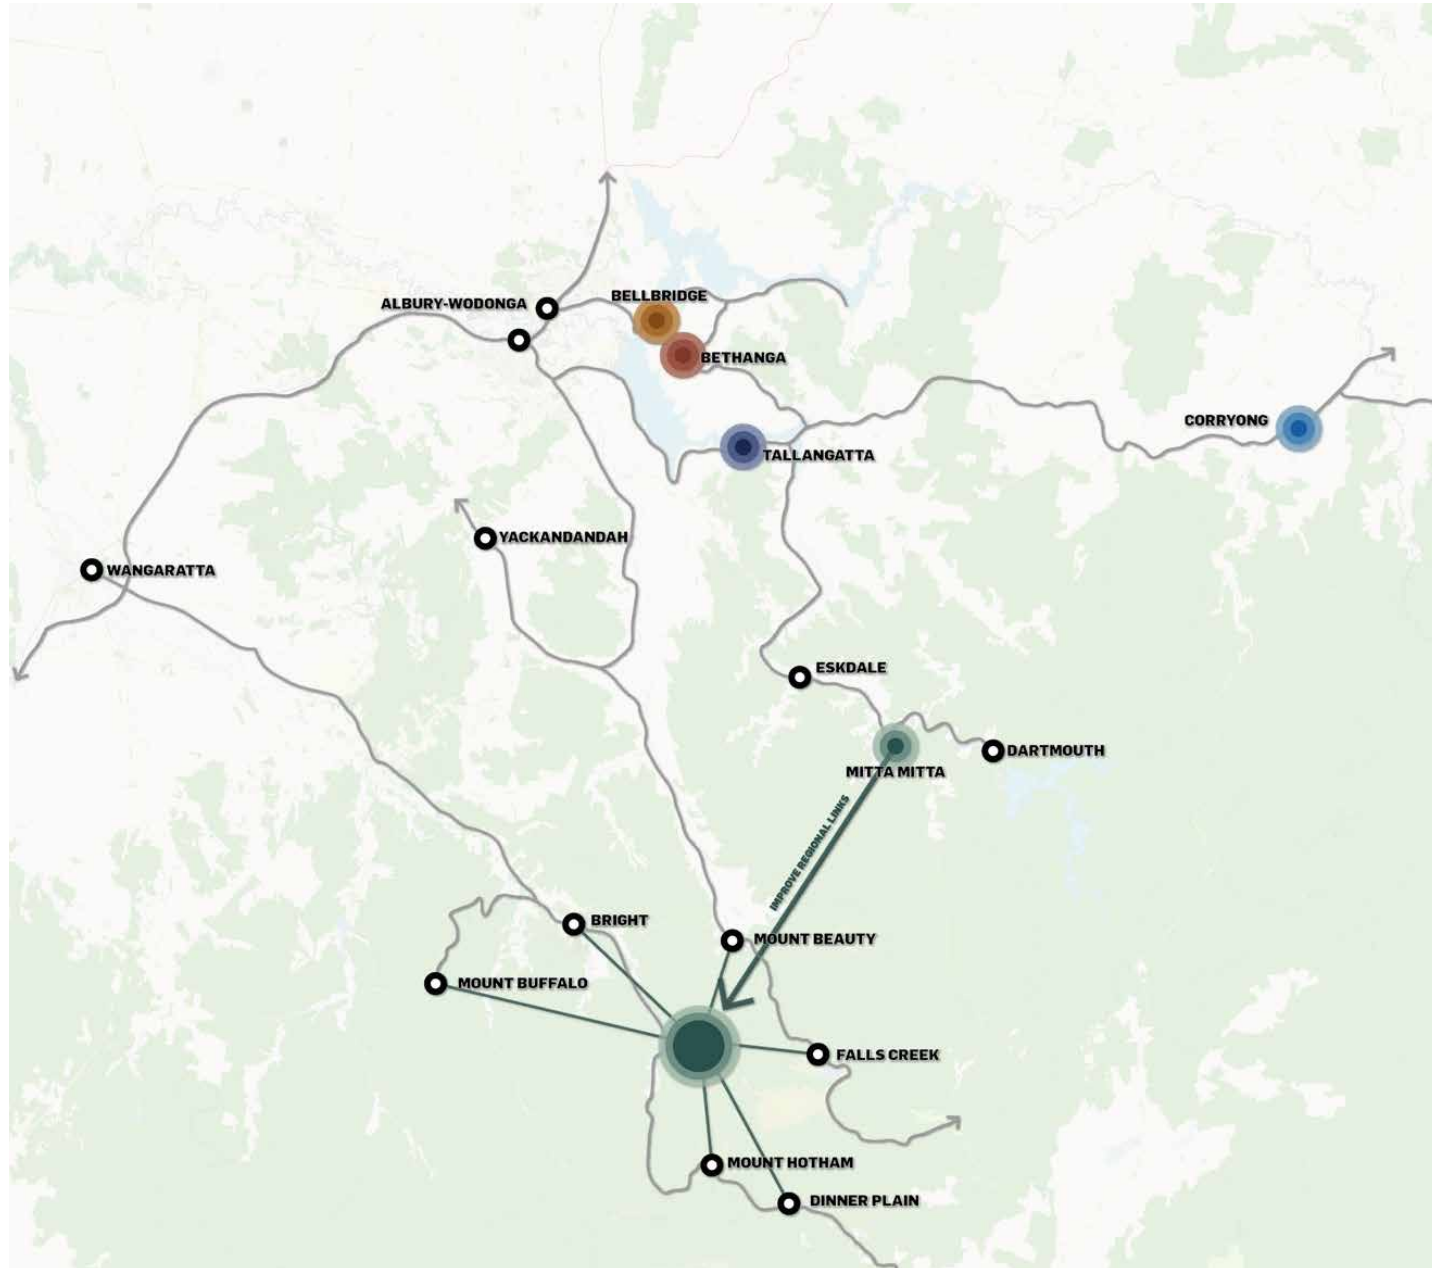 BELLBRIDGE
ALBURY-WODONGA
BETHANGA
CORRYONG
TALLANGATTA
YACKANDANDAH
WANGARATTA
ESKDALE
DARTMOUTH
MITTA MITTA
IMPROVE REGIONAL LINKS
BRIGHT
MOUNT BEAUTY
MOUNT BUFFALO
FALLS CREEK
MOUNT HOTHAM
DINNER PLAIN